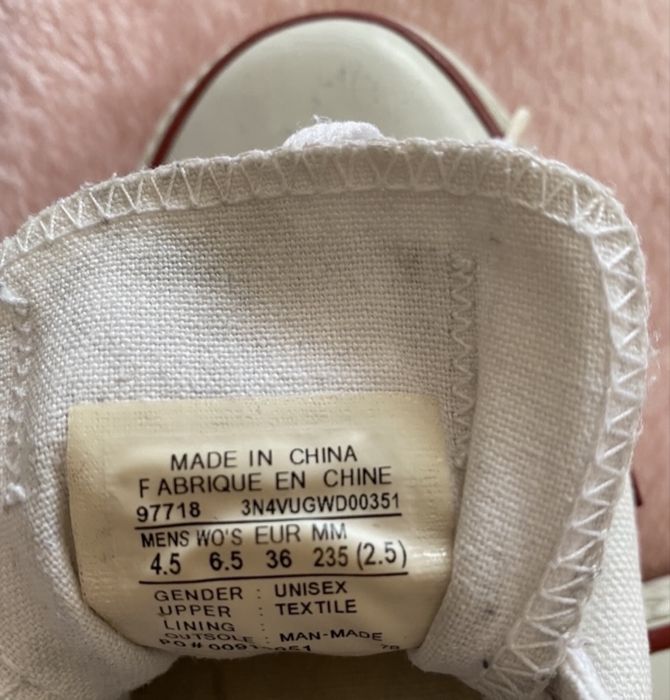 MADE IN CHINA
FABRIQUE EN CHINE
97718 3N4VUGWD00351
MENS WO'S EUR MM
4.5 6.5 36 235 (2.5)
GENDER : UNISEX
UPPER : TEXTILE
LINING :
OUTSOLE : MAN-MADE
PO#